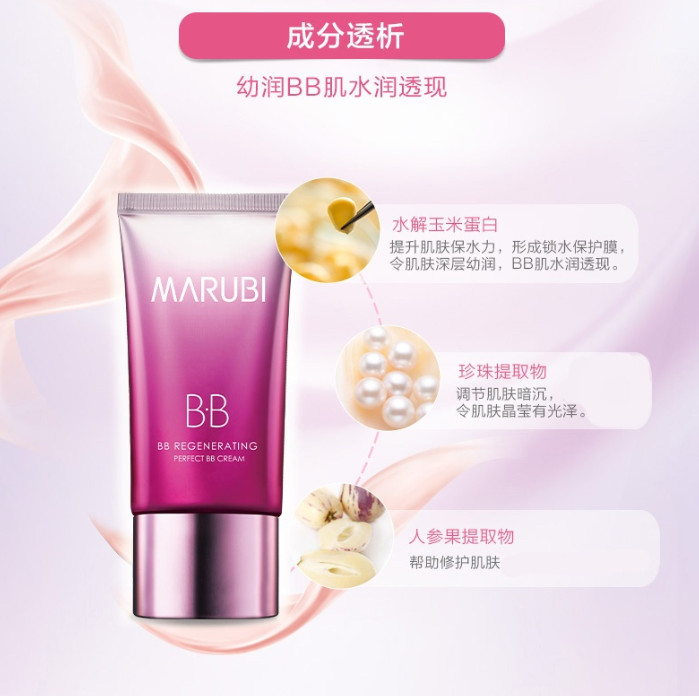 成分透析
幼润BB肌水润透现
MARUBI
B·B
BB REGENERATING
PERFECT BB CREAM
水解玉米蛋白
提升肌肤保水力，形成锁水保护膜，
令肌肤深层幼润，BB肌水润透现。
珍珠提取物
调节肌肤暗沉，
令肌肤晶莹有光泽。
人参果提取物
帮助修护肌肤